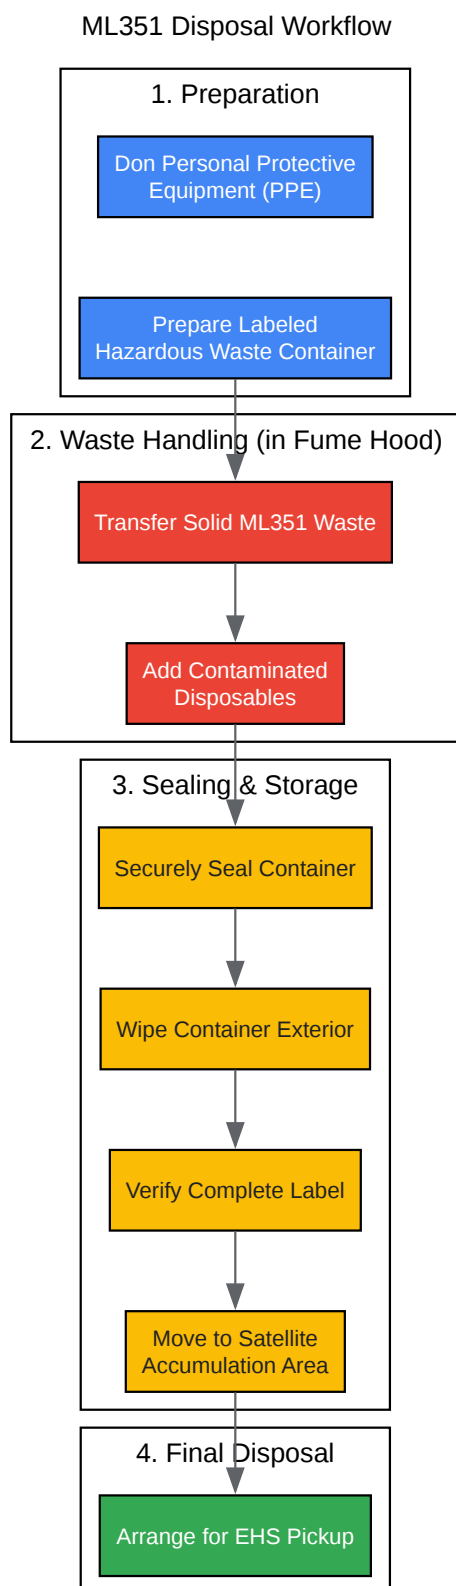 ML351 Disposal Workflow
1. Preparation
Don Personal Protective
Equipment (PPE)
Prepare Labeled
Hazardous Waste Container
2. Waste Handling (in Fume Hood)
Transfer Solid ML351 Waste
Add Contaminated
Disposables
3. Sealing & Storage
Securely Seal Container
Wipe Container Exterior
Verify Complete Label
Move to Satellite
Accumulation Area
4. Final Disposal
Arrange for EHS Pickup